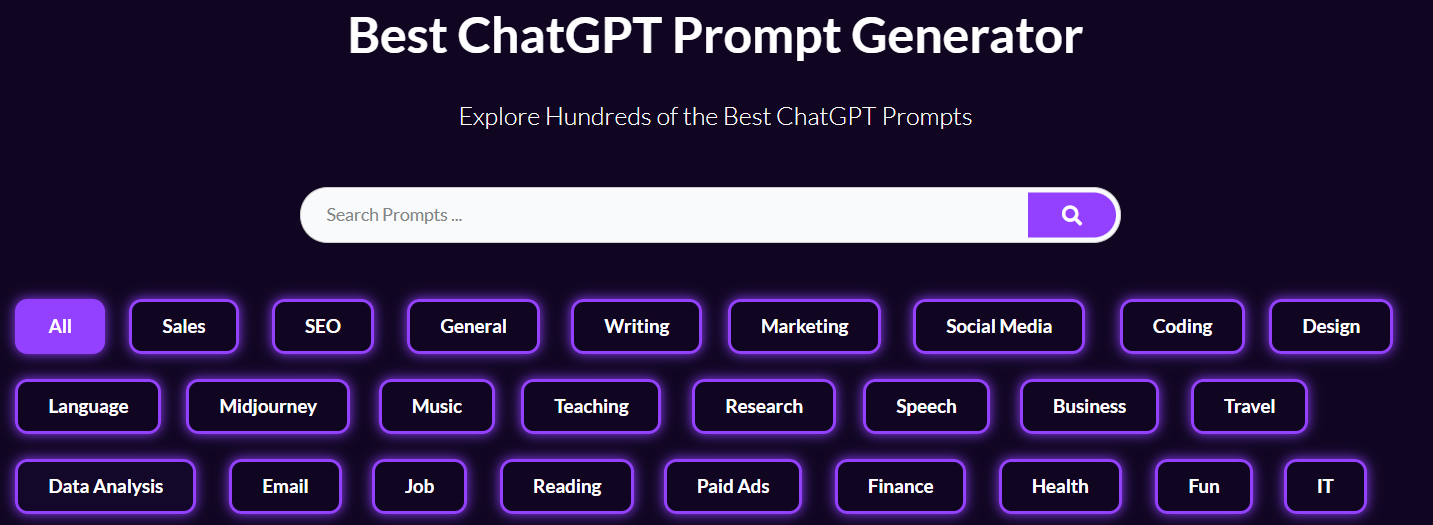 Best ChatGPT Prompt Generator
Explore Hundreds of the Best ChatGPT Prompts
Search Prompts ...
All Sales SEO General Writing Marketing Social Media Coding Design
Language Midjourney Music Teaching Research Speech Business Travel
Data Analysis Email Job Reading Paid Ads Finance Health Fun IT